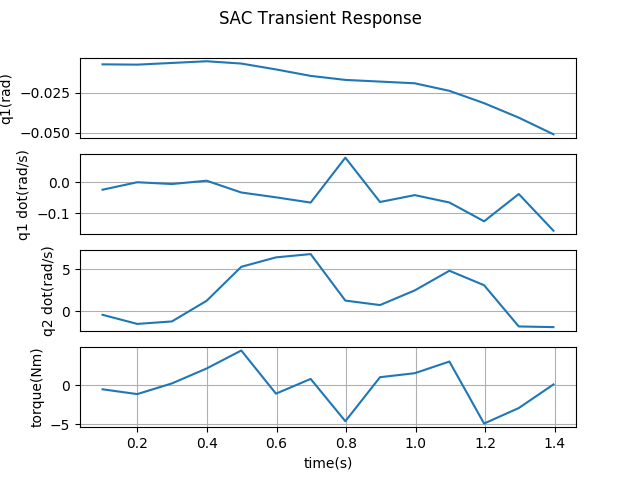 SAC Transient Response
q1(rad)
−0.025
−0.050
q1 dot(rad/s)
0.0
−0.1
q2 dot(rad/s)
5
0
torque(Nm)
0
−5
0.2 0.4 0.6 0.8 1.0 1.2 1.4
time(s)